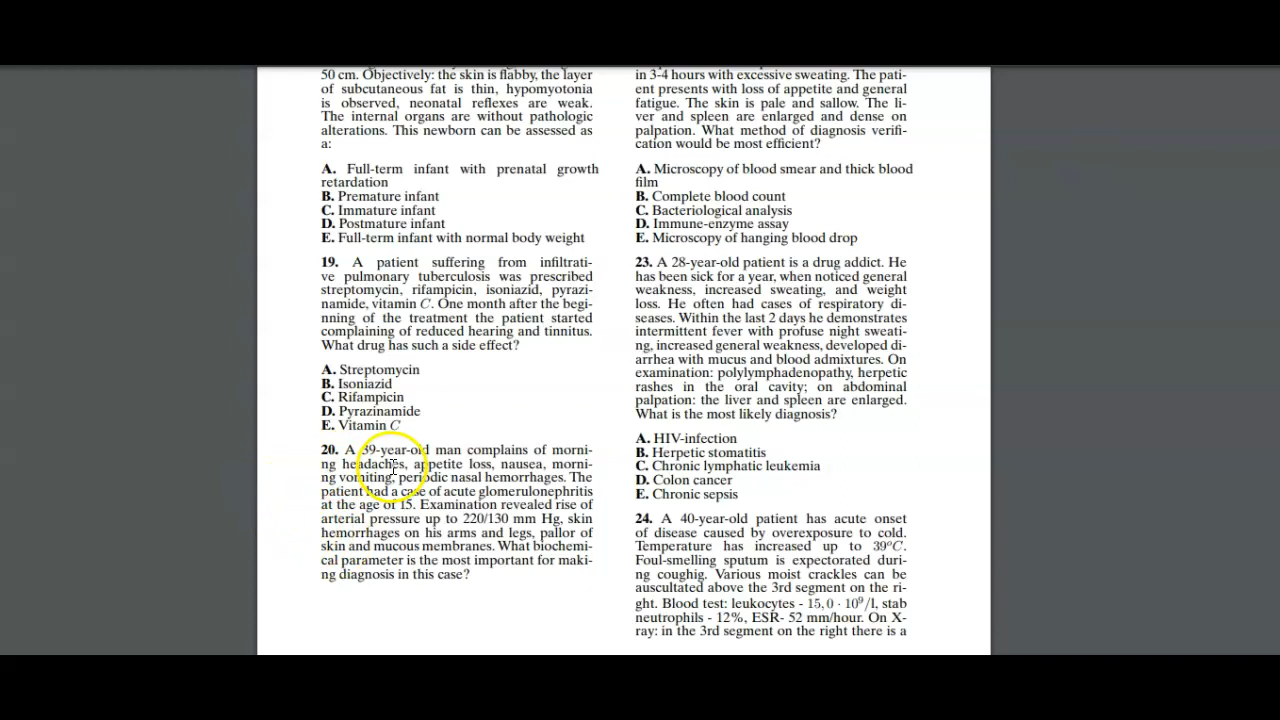 50 cm. Objectively: the skin is flabby, the layer
of subcutaneous fat is thin, hypomyotonia
is observed, neonatal reflexes are weak.
The internal organs are without pathologic
alterations. This newborn can be assessed as
a:
A. Full-term infant with prenatal growth
retardation
B. Premature infant
C. Immature infant
D. Postmature infant
E. Full-term infant with normal body weight
19. A patient suffering from infiltrati-
ve pulmonary tuberculosis was prescribed
streptomycin, rifampicin, isoniazid, pyrazi-
namide, vitamin C. One month after the begi-
nning of the treatment the patient started
complaining of reduced hearing and tinnitus.
What drug has such a side effect?
A. Streptomycin
B. Isoniazid
C. Rifampicin
D. Pyrazinamide
E. Vitamin C
20. A 39-year-old man complains of morni-
ng headaches, appetite loss, nausea, morni-
ng vomiting, periodic nasal hemorrhages. The
patient had a case of acute glomerulonephritis
at the age of 15. Examination revealed rise of
arterial pressure up to 220/130 mm Hg, skin
hemorrhages on his arms and legs, pallor of
skin and mucous membranes. What biochemi-
cal parameter is the most important for maki-
ng diagnosis in this case?
in 3-4 hours with excessive sweating. The pati-
ent presents with loss of appetite and general
fatigue. The skin is pale and sallow. The li-
ver and spleen are enlarged and dense on
palpation. What method of diagnosis verifi-
cation would be most efficient?
A. Microscopy of blood smear and thick blood
film
B. Complete blood count
C. Bacteriological analysis
D. Immune-enzyme assay
E. Microscopy of hanging blood drop
23. A 28-year-old patient is a drug addict. He
has been sick for a year, when noticed general
weakness, increased sweating, and weight
loss. He often had cases of respiratory di-
seases. Within the last 2 days he demonstrates
intermittent fever with profuse night sweati-
ng, increased general weakness, developed di-
arrhea with mucus and blood admixtures. On
examination: polylymphadenopathy, herpetic
rashes in the oral cavity; on abdominal
palpation: the liver and spleen are enlarged.
What is the most likely diagnosis?
A. HIV-infection
B. Herpetic stomatitis
C. Chronic lymphatic leukemia
D. Colon cancer
E. Chronic sepsis
24. A 40-year-old patient has acute onset
of disease caused by overexposure to cold.
Temperature has increased up to 39°C.
Foul-smelling sputum is expectorated duri-
ng coughig. Various moist crackles can be
auscultated above the 3rd segment on the ri-
ght. Blood test: leukocytes - 15,0 · 10⁹/l, stab
neutrophils - 12%, ESR- 52 mm/hour. On X-
ray: in the 3rd segment on the right there is a